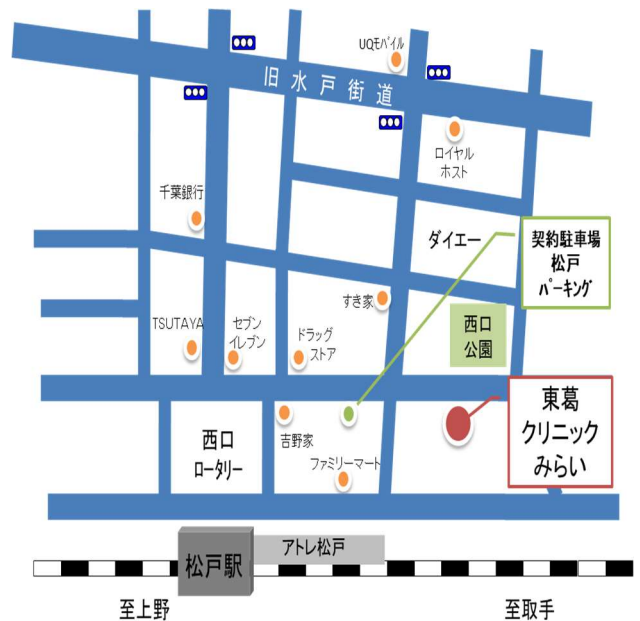 UQモバイル
旧水戸街道
ロイヤル
ホスト
千葉銀行
ダイエー
契約駐車場
松戸
パーキング
すき家
TSUTAYA
セブン
イレブン
ドラッグ
ストア
西口
公園
東葛
クリニック
みらい
吉野家
西口
ロータリー
ファミリーマート
アトレ松戸
松戸駅
至上野
至取手